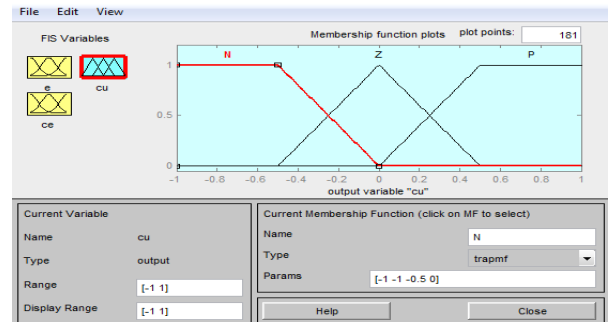 File Edit View
FIS Variables
Membership function plots plot points: 181
e
cu
ce
N Z P
1
0.5
0
-1 -0.8 -0.6 -0.4 -0.2 0 0.2 0.4 0.6 0.8 1
output variable "cu"
Current Variable
Name cu
Type output
Range [-1 1]
Display Range [-1 1]
Current Membership Function (click on MF to select)
Name N
Type trapmf
Params [-1 -1 -0.5 0]
Help Close